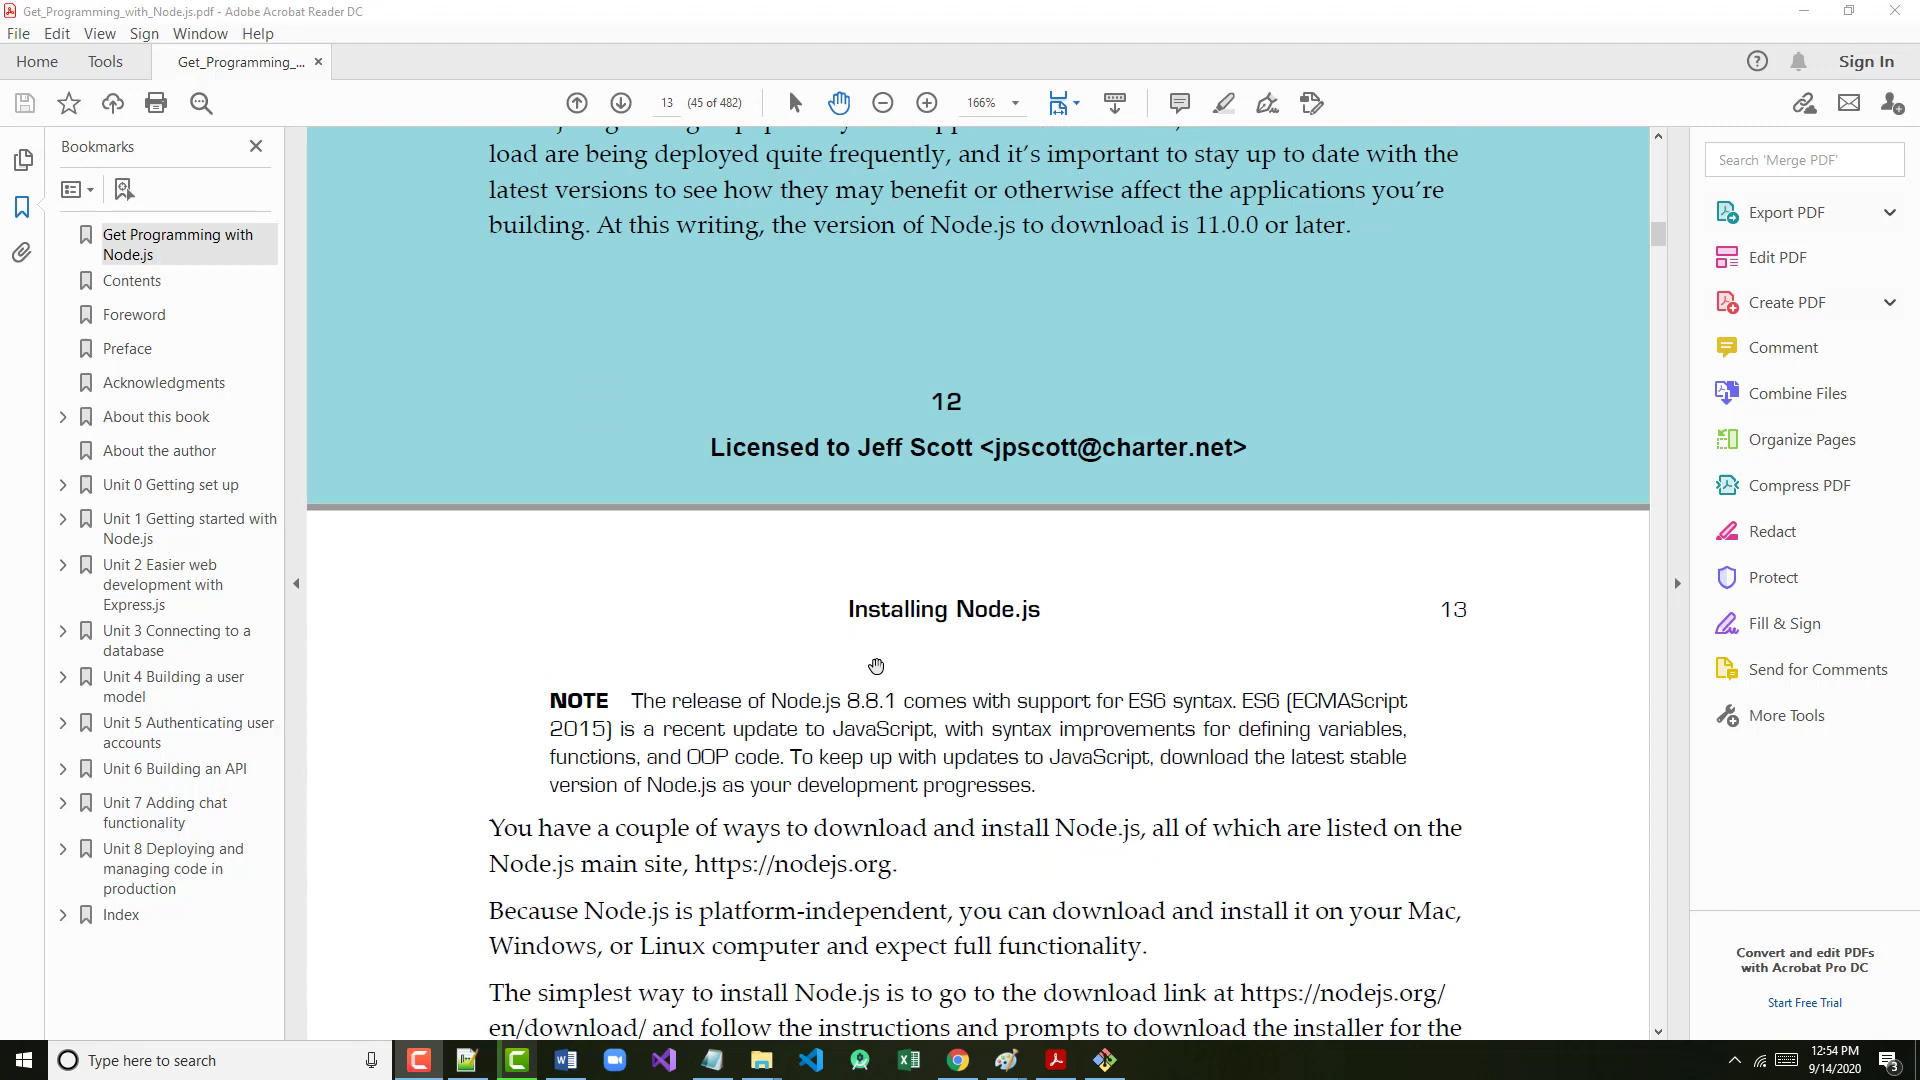 Get_Programming_with_Node.js.pdf - Adobe Acrobat Reader DC
File Edit View Sign Window Help
Home Tools Get_Programming_... × Sign In
13 (45 of 482) 166%
Bookmarks
Get Programming with
Node.js
Contents
Foreword
Preface
Acknowledgments
About this book
About the author
Unit 0 Getting set up
Unit 1 Getting started with
Node.js
Unit 2 Easier web
development with
Express.js
Unit 3 Connecting to a
database
Unit 4 Building a user
model
Unit 5 Authenticating user
accounts
Unit 6 Building an API
Unit 7 Adding chat
functionality
Unit 8 Deploying and
managing code in
production
Index
load are being deployed quite frequently, and it’s important to stay up to date with the
latest versions to see how they may benefit or otherwise affect the applications you’re
building. At this writing, the version of Node.js to download is 11.0.0 or later.
12
Licensed to Jeff Scott <jpscott@charter.net>
Installing Node.js 13
NOTE The release of Node.js 8.8.1 comes with support for ES6 syntax. ES6 (ECMAScript
2015) is a recent update to JavaScript, with syntax improvements for defining variables,
functions, and OOP code. To keep up with updates to JavaScript, download the latest stable
version of Node.js as your development progresses.
You have a couple of ways to download and install Node.js, all of which are listed on the
Node.js main site, https://nodejs.org.
Because Node.js is platform-independent, you can download and install it on your Mac,
Windows, or Linux computer and expect full functionality.
The simplest way to install Node.js is to go to the download link at https://nodejs.org/
en/download/ and follow the instructions and prompts to download the installer for the
Search 'Merge PDF'
Export PDF
Edit PDF
Create PDF
Comment
Combine Files
Organize Pages
Compress PDF
Redact
Protect
Fill & Sign
Send for Comments
More Tools
Convert and edit PDFs
with Acrobat Pro DC
Start Free Trial
Type here to search
12:54 PM
9/14/2020
3